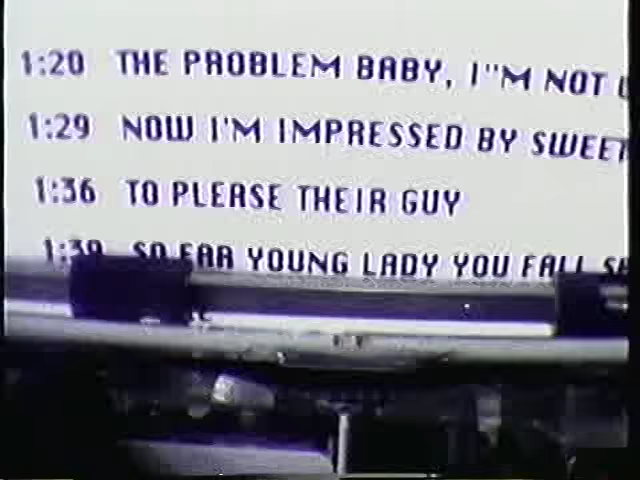 1:20 THE PROBLEM BABY, I"M NOT
1:29 NOW I'M IMPRESSED BY SWEET
1:36 TO PLEASE THEIR GUY
1:39 SO FAR YOUNG LADY YOU FALL